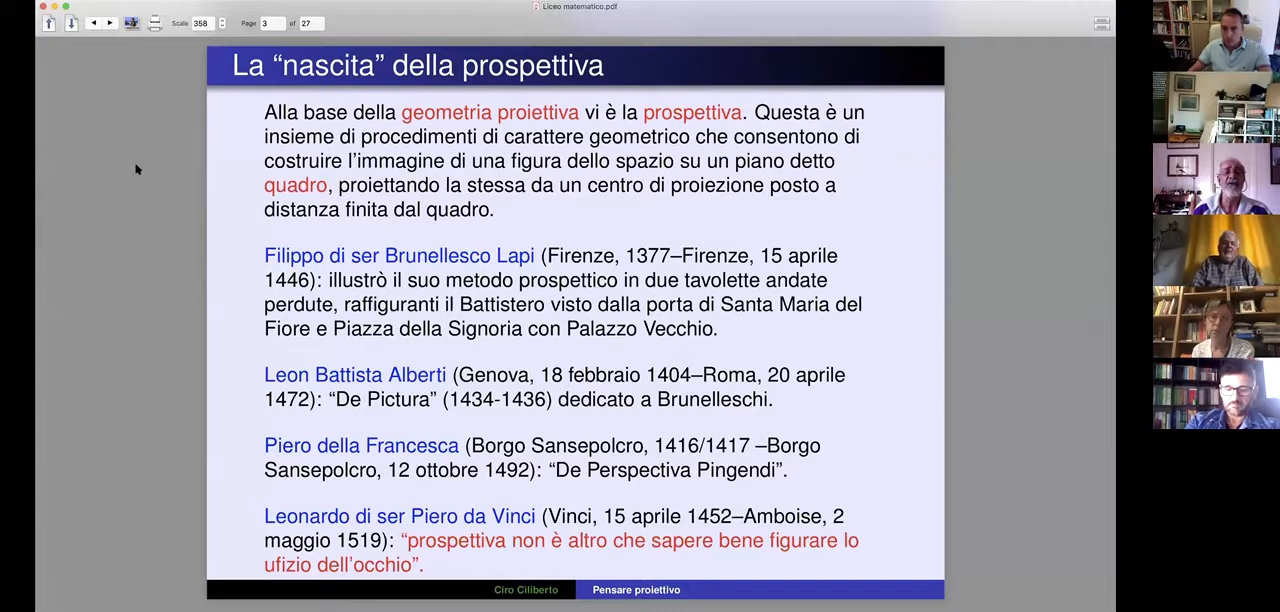 Liceo matematico.pdf
Scale 358 Page 3 of 27
La “nascita” della prospettiva
Alla base della geometria proiettiva vi è la prospettiva. Questa è un
insieme di procedimenti di carattere geometrico che consentono di
costruire l’immagine di una figura dello spazio su un piano detto
quadro, proiettando la stessa da un centro di proiezione posto a
distanza finita dal quadro.
Filippo di ser Brunellesco Lapi (Firenze, 1377–Firenze, 15 aprile
1446): illustrò il suo metodo prospettico in due tavolette andate
perdute, raffiguranti il Battistero visto dalla porta di Santa Maria del
Fiore e Piazza della Signoria con Palazzo Vecchio.
Leon Battista Alberti (Genova, 18 febbraio 1404–Roma, 20 aprile
1472): “De Pictura” (1434-1436) dedicato a Brunelleschi.
Piero della Francesca (Borgo Sansepolcro, 1416/1417 –Borgo
Sansepolcro, 12 ottobre 1492): “De Perspectiva Pingendi”.
Leonardo di ser Piero da Vinci (Vinci, 15 aprile 1452–Amboise, 2
maggio 1519): “prospettiva non è altro che sapere bene figurare lo
ufizio dell’occhio”.
Ciro Ciliberto Pensare proiettivo